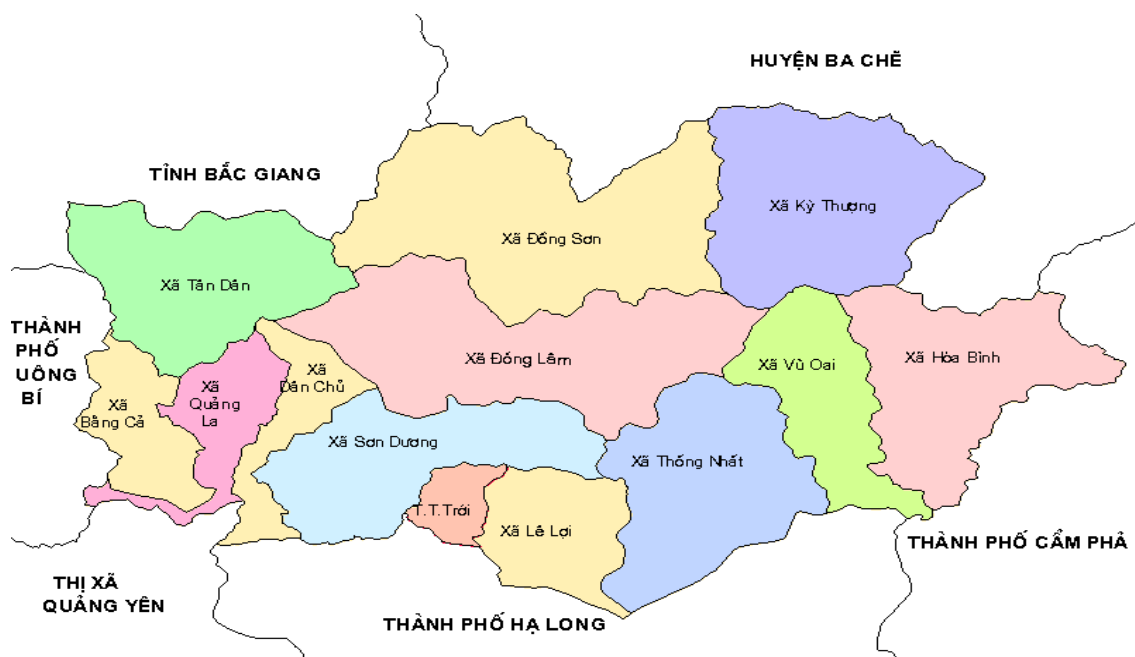 HUYỆN BA CHẼ
TỈNH BẮC GIANG
Xã Kỳ Thượng
Xã Đồng Sơn
Xã Tân Dân
THÀNH
PHỐ
UÔNG
BÍ
Xã Đồng Lâm
Xã Vũ Oai
Xã Hòa Bình
Xã
Dân Chủ
Xã
Quảng
La
Xã
Bằng Cả
Xã Sơn Dương
Xã Thống Nhất
T.T.Trới
Xã Lê Lợi
THÀNH PHỐ CẨM PHẢ
THỊ XÃ
QUẢNG YÊN
THÀNH PHỐ HẠ LONG